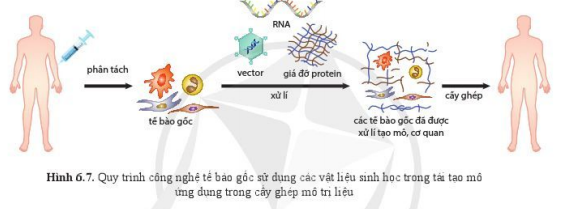 RNA
phân tách
vector
giá đỡ protein
xử lí
cấy ghép
tế bào gốc
các tế bào gốc đã được
xử lí tạo mô, cơ quan
Hình 6.7. Quy trình công nghệ tế bào gốc sử dụng các vật liệu sinh học trong tái tạo mô
ứng dụng trong cấy ghép mô trị liệu